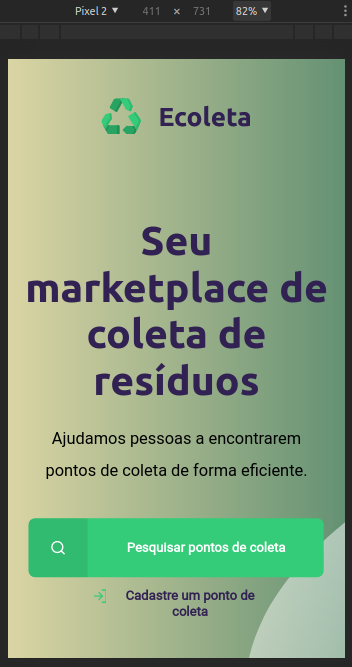 Pixel 2 ▼ 411 × 731 82% ▼
Ecoleta
Seu
marketplace de
coleta de
resíduos
Ajudamos pessoas a encontrarem
pontos de coleta de forma eficiente.
Pesquisar pontos de coleta
Cadastre um ponto de
coleta